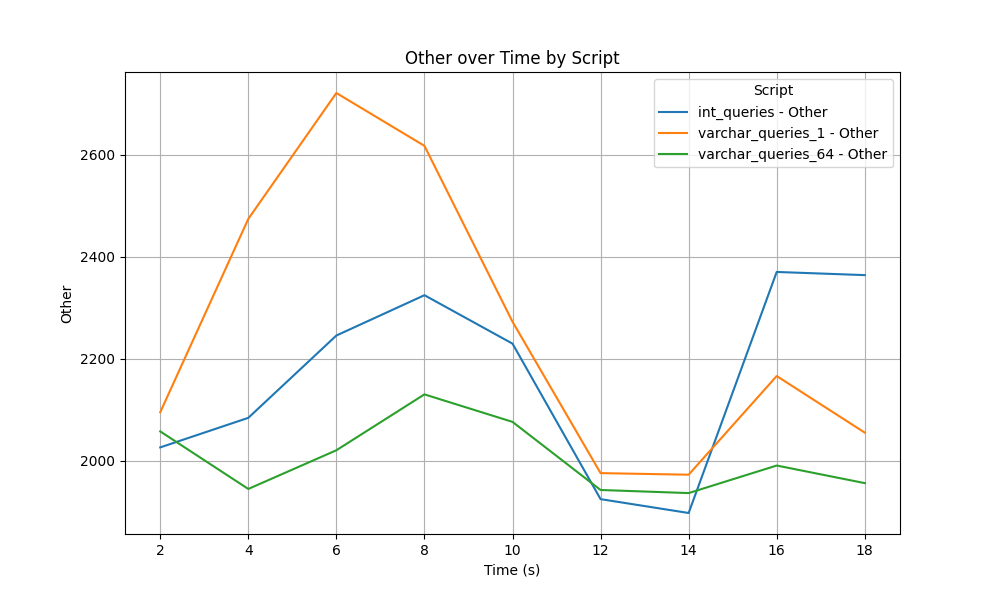 Other over Time by Script
Script
int_queries - Other
varchar_queries_1 - Other
varchar_queries_64 - Other
Other
2600
2400
2200
2000
2 4 6 8 10 12 14 16 18
Time (s)